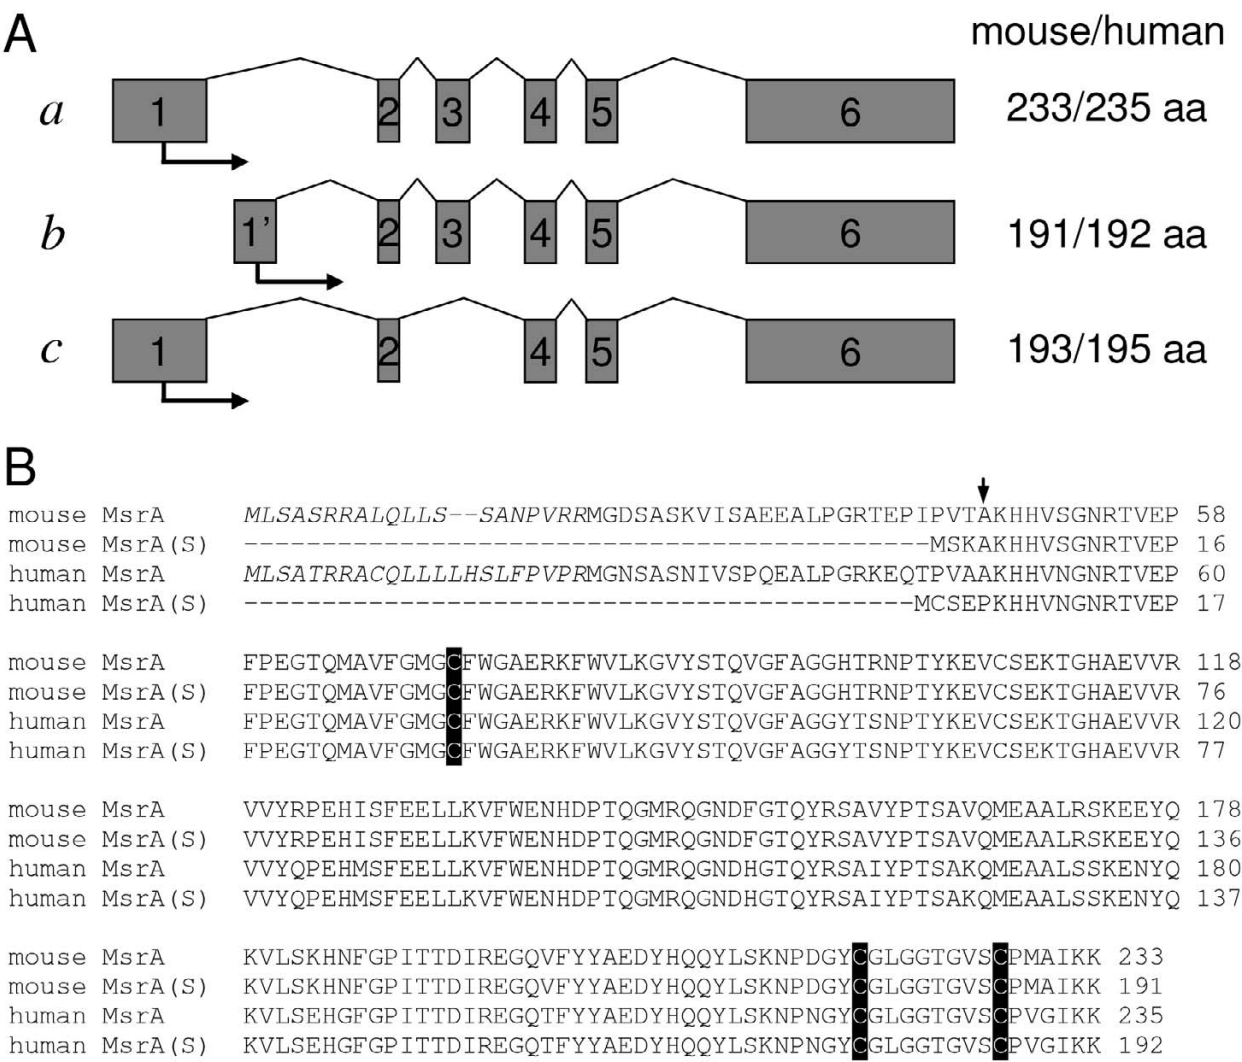 A
mouse/human
a 1 2 3 4 5 6 233/235 aa
b 1' 2 3 4 5 6 191/192 aa
c 1 2 4 5 6 193/195 aa
B
mouse MsrA MLSASRRALQLLS--SANPVRRMGDSASKVISAEEALPGRTEPIPVTAKHHVSGNRTVEP 58
mouse MsrA(S) --------------------------------------------MSKAKHHVSGNRTVEP 16
human MsrA MLSATRRACQLLLLHSLFPVPRMGNSASNIVSPQEALPGRKEQTPVAAKHHVNGNRTVEP 60
human MsrA(S) -------------------------------------------MCSEPKHHVNGNRTVEP 17
mouse MsrA FPEGTQMAVFGMGCFWGAERKFWVLKGVYSTQVGFAGGHTRNPTYKEVCSEKTGHAEVVR 118
mouse MsrA(S) FPEGTQMAVFGMGCFWGAERKFWVLKGVYSTQVGFAGGHTRNPTYKEVCSEKTGHAEVVR 76
human MsrA FPEGTQMAVFGMGCFWGAERKFWVLKGVYSTQVGFAGGYTSNPTYKEVCSEKTGHAEVVR 120
human MsrA(S) FPEGTQMAVFGMGCFWGAERKFWVLKGVYSTQVGFAGGYTSNPTYKEVCSEKTGHAEVVR 77
mouse MsrA VVYRPEHISFEELLKVFWENHDPTQGMRQGNDFGTQYRSAVYPTSAVQMEAALRSKEEYQ 178
mouse MsrA(S) VVYRPEHISFEELLKVFWENHDPTQGMRQGNDFGTQYRSAVYPTSAVQMEAALRSKEEYQ 136
human MsrA VVYQPEHMSFEELLKVFWENHDPTQGMRQGNDHGTQYRSAIYPTSAKQMEAALSSKENYQ 180
human MsrA(S) VVYQPEHMSFEELLKVFWENHDPTQGMRQGNDHGTQYRSAIYPTSAKQMEAALSSKENYQ 137
mouse MsrA KVLSKHNFGPITTDIREGQVFYYAEDYHQQYLSKNPDGYCGLGGTGVSCPMAIKK 233
mouse MsrA(S) KVLSKHNFGPITTDIREGQVFYYAEDYHQQYLSKNPDGYCGLGGTGVSCPMAIKK 191
human MsrA KVLSEHGFGPITTDIREGQTFYYAEDYHQQYLSKNPNGYCGLGGTGVSCPVGIKK 235
human MsrA(S) KVLSEHGFGPITTDIREGQTFYYAEDYHQQYLSKNPNGYCGLGGTGVSCPVGIKK 192